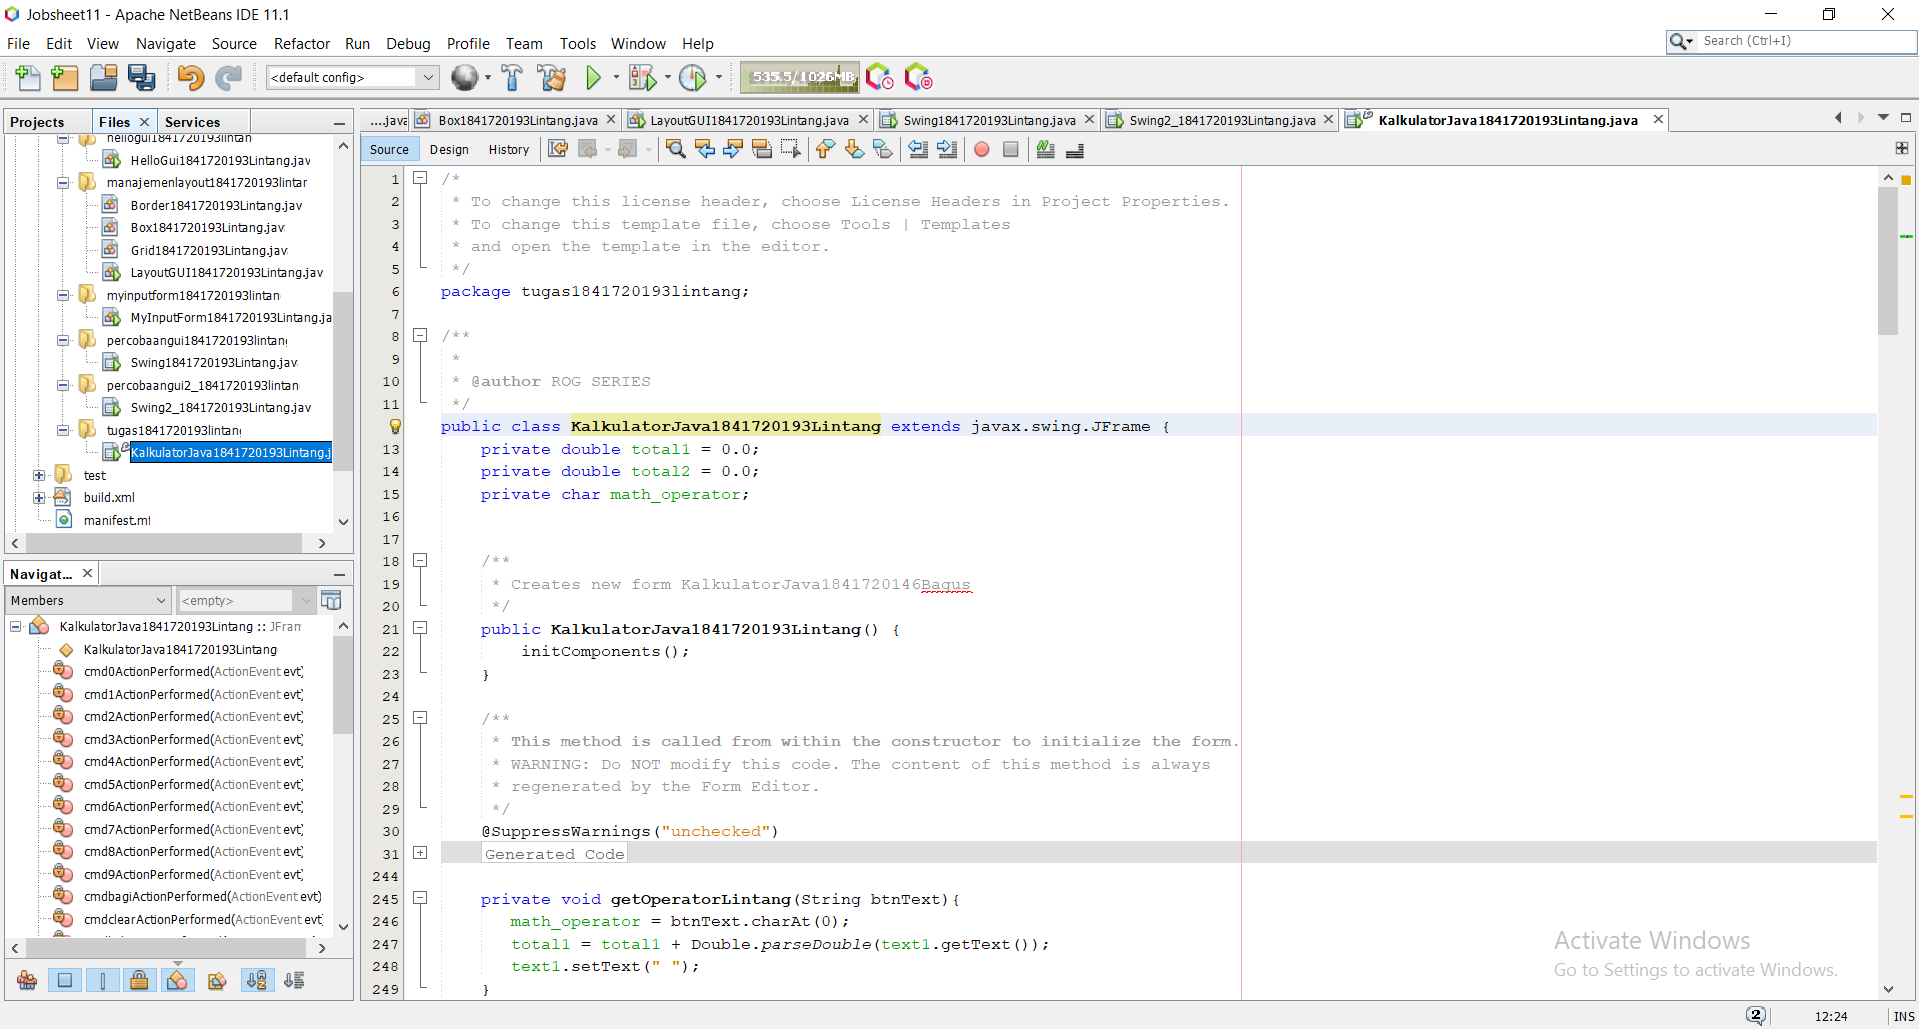 Jobsheet11 - Apache NetBeans IDE 11.1
File Edit View Navigate Source Refactor Run Debug Profile Team Tools Window Help
Search (Ctrl+I)
<default config>
535.5/1026MB
Projects Files Services
hellogui1841720193lintan
HelloGui1841720193Lintang.jav
manajemenlayout1841720193lintar
Border1841720193Lintang.jav
Box1841720193Lintang.jav
Grid1841720193Lintang.jav
LayoutGUI1841720193Lintang.jav
myinputform1841720193lintan
MyInputForm1841720193Lintang.ja
percobaangui1841720193lintang
Swing1841720193Lintang.jav
percobaangui2_1841720193lintan
Swing2_1841720193Lintang.jav
tugas1841720193lintang
KalkulatorJava1841720193Lintang.j
test
build.xml
manifest.mf
Navigat...
Members <empty>
KalkulatorJava1841720193Lintang :: JFram
KalkulatorJava1841720193Lintang
cmd0ActionPerformed(ActionEvent evt)
cmd1ActionPerformed(ActionEvent evt)
cmd2ActionPerformed(ActionEvent evt)
cmd3ActionPerformed(ActionEvent evt)
cmd4ActionPerformed(ActionEvent evt)
cmd5ActionPerformed(ActionEvent evt)
cmd6ActionPerformed(ActionEvent evt)
cmd7ActionPerformed(ActionEvent evt)
cmd8ActionPerformed(ActionEvent evt)
cmd9ActionPerformed(ActionEvent evt)
cmdbagiActionPerformed(ActionEvent evt)
cmdclearActionPerformed(ActionEvent evt)
....java Box1841720193Lintang.java LayoutGUI1841720193Lintang.java Swing1841720193Lintang.java Swing2_1841720193Lintang.java KalkulatorJava1841720193Lintang.java
Source Design History
1 /*
2 * To change this license header, choose License Headers in Project Properties.
3 * To change this template file, choose Tools | Templates
4 * and open the template in the editor.
5 */
6 package tugas1841720193lintang;
7
8 /**
9 *
10 * @author ROG SERIES
11 */
public class KalkulatorJava1841720193Lintang extends javax.swing.JFrame {
13 private double total1 = 0.0;
14 private double total2 = 0.0;
15 private char math_operator;
16
17
18 /**
19 * Creates new form KalkulatorJava1841720146Bagus
20 */
21 public KalkulatorJava1841720193Lintang() {
22 initComponents();
23 }
24
25 /**
26 * This method is called from within the constructor to initialize the form.
27 * WARNING: Do NOT modify this code. The content of this method is always
28 * regenerated by the Form Editor.
29 */
30 @SuppressWarnings("unchecked")
31 Generated Code
244
245 private void getOperatorLintang(String btnText){
246 math_operator = btnText.charAt(0);
247 total1 = total1 + Double.parseDouble(text1.getText());
248 text1.setText(" ");
249 }
Activate Windows
Go to Settings to activate Windows.
2 12:24 INS